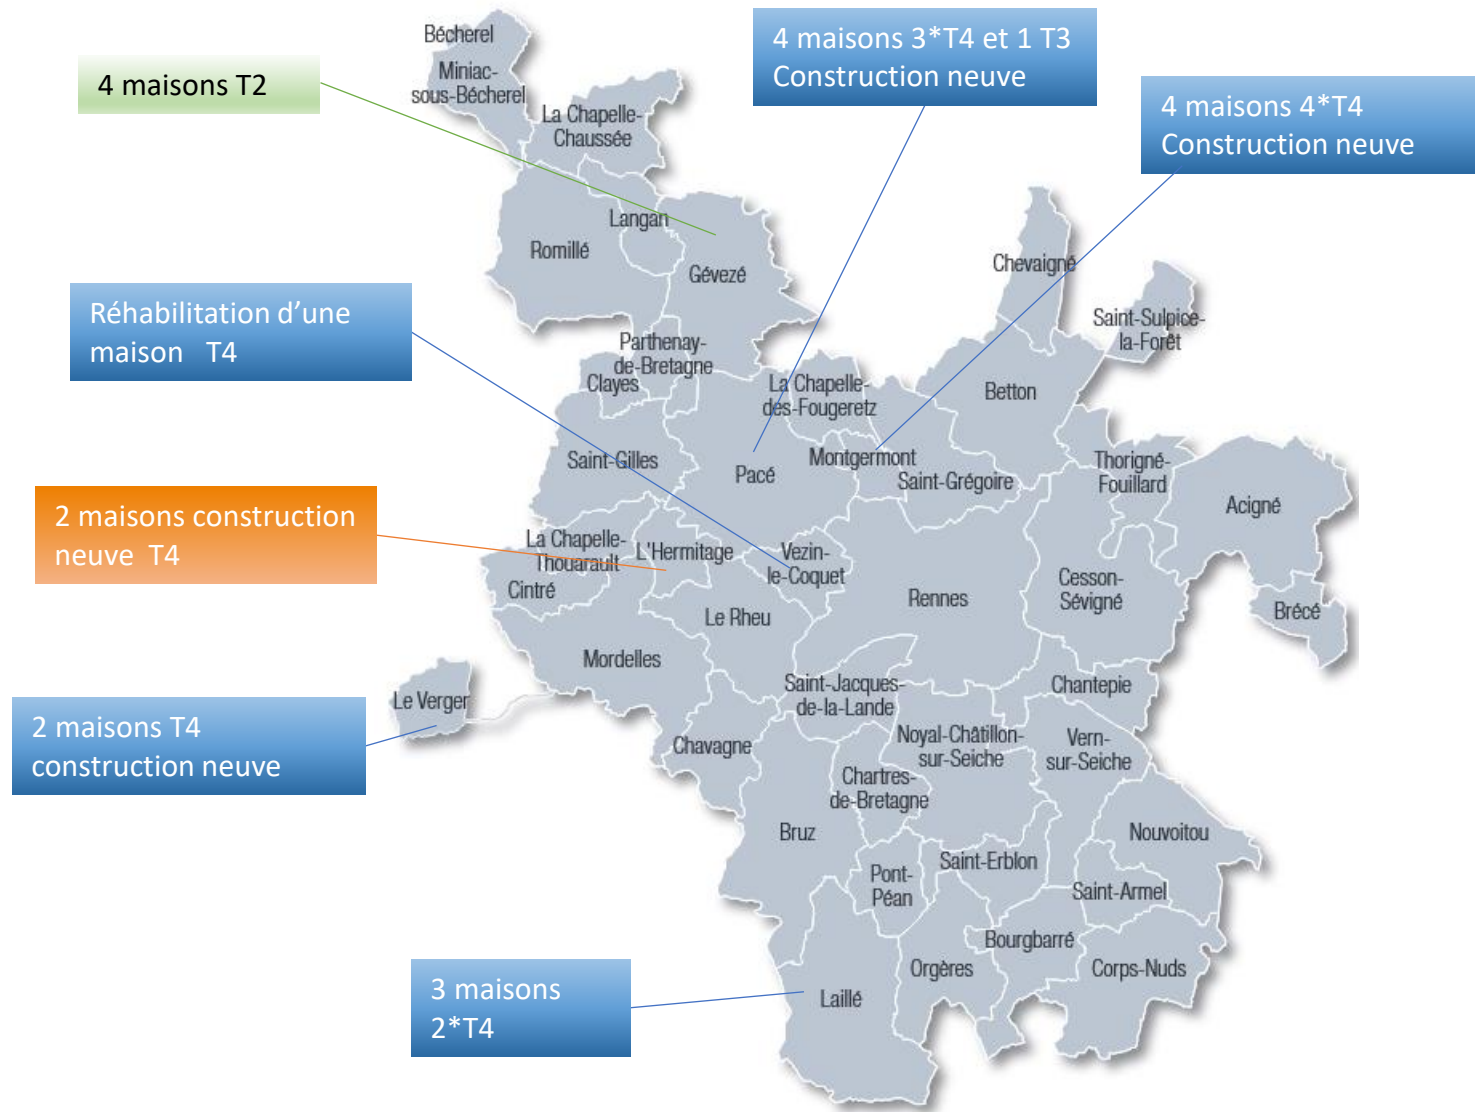 4 maisons T2
4 maisons 3*T4 et 1 T3
Construction neuve
4 maisons 4*T4
Construction neuve
Réhabilitation d’une
maison T4
2 maisons construction
neuve T4
2 maisons T4
construction neuve
3 maisons
2*T4
Bécherel
Miniac-
sous-Bécherel
La Chapelle-
Chaussée
Langan
Romillé
Gévezé
Chevaigné
Saint-Sulpice-
la-Forêt
Parthenay-
de-Bretagne
Clayes
La Chapelle-
des-Fougeretz
Betton
Saint-Gilles
Pacé
Montgermont
Saint-Grégoire
Thorigné-
Fouillard
Acigné
La Chapelle-
Thouarault
L'Hermitage
Vezin-
le-Coquet
Cintré
Rennes
Cesson-
Sévigné
Brécé
Le Rheu
Mordelles
Le Verger
Saint-Jacques-
de-la-Lande
Chantepie
Chavagne
Noyal-Châtillon-
sur-Seiche
Vern-
sur-Seiche
Chartres-
de-Bretagne
Bruz
Nouvoitou
Pont-
Péan
Saint-Erblon
Saint-Armel
Bourgbarré
Orgères
Corps-Nuds
Laillé